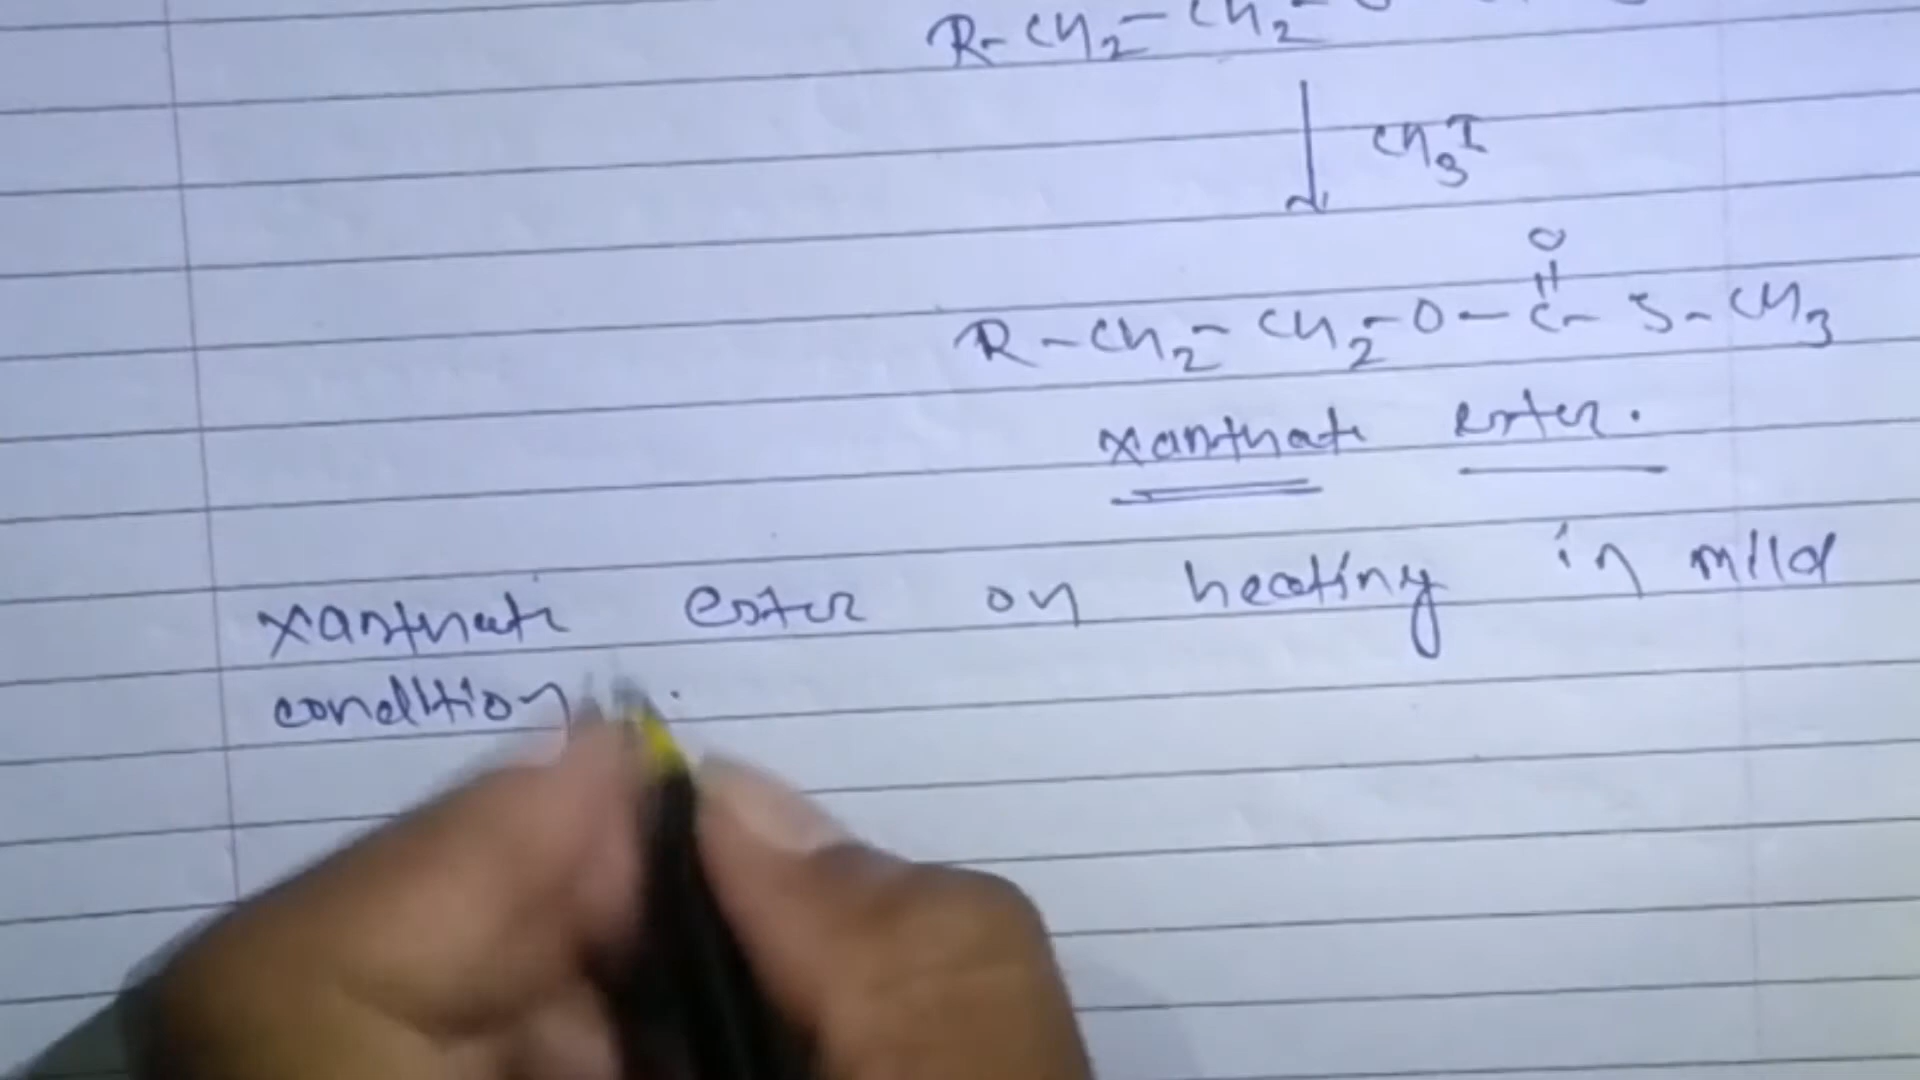 R-CH2-CH2-
CH3I
O
R-CH2-CH2-O-C-S-CH3
xanthate ester.
xanthate ester on heating in mild
condition.